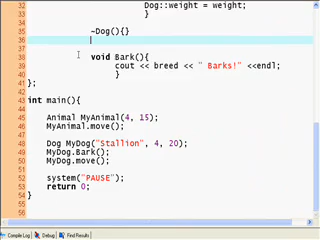 32 Dog::weight = weight;
33 }
34
35 ~Dog(){}
36
37
38 void Bark(){
39 cout << breed << " Barks!" <<endl;
40 }
41 };
42
43 int main(){
44
45 Animal MyAnimal(4, 15);
46 MyAnimal.move();
47
48 Dog MyDog("Stallion", 4, 20);
49 MyDog.Bark();
50 MyDog.move();
51
52 system("PAUSE");
53 return 0;
54 }
55
56
Compile Log Debug Find Results